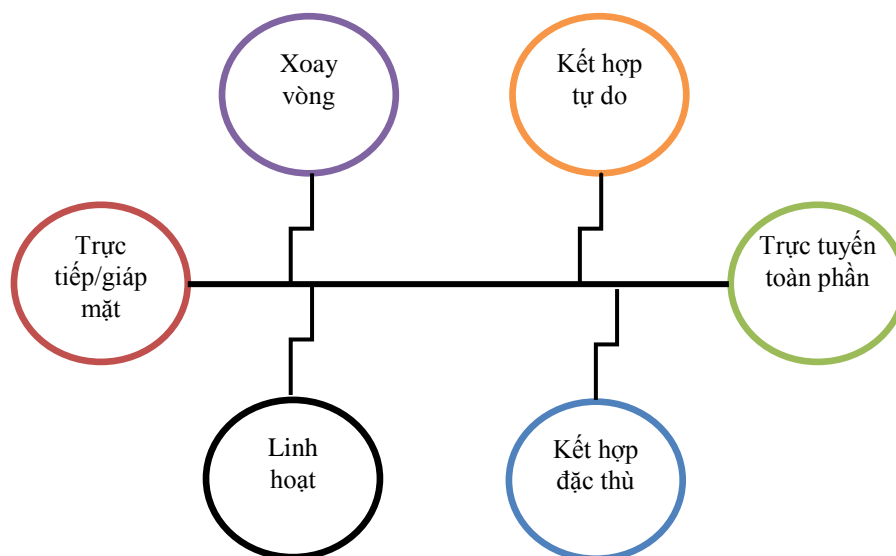 Xoay
vòng
Kết hợp
tự do
Trực
tiếp/giáp
mặt
Trực tuyến
toàn phần
Linh
hoạt
Kết hợp
đặc thù